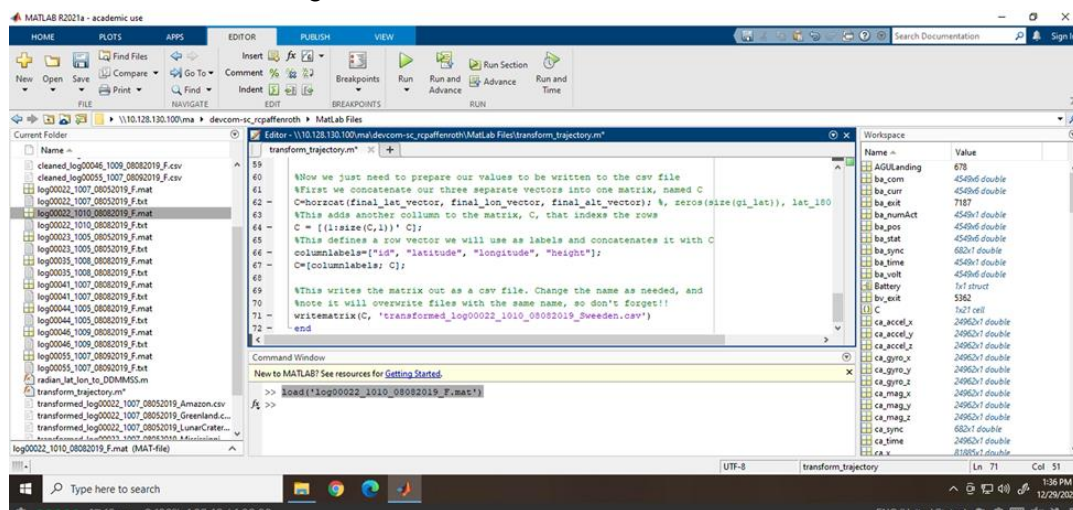 MATLAB R2021a - academic use
HOME PLOTS APPS EDITOR PUBLISH VIEW
Search Documentation
Sign In
New Open Save
Find Files
Compare
Print
Go To
Find
Insert fx
Comment
Indent
Breakpoints
Run
Run and Advance
Run Section
Advance
Run and Time
FILE NAVIGATE EDIT BREAKPOINTS RUN
\\10.128.130.100\ma ▸ devcom-sc_rcpaffenroth ▸ MatLab Files
Current Folder
Name
cleaned_log00046_1009_08082019_F.csv
cleaned_log00055_1007_08092019_F.csv
log00022_1007_08052019_F.mat
log00022_1007_08052019_F.txt
log00022_1010_08082019_F.mat
log00022_1010_08082019_F.txt
log00023_1005_08052019_F.mat
log00023_1005_08052019_F.txt
log00035_1008_08082019_F.mat
log00035_1008_08082019_F.txt
log00041_1007_08082019_F.mat
log00041_1007_08082019_F.txt
log00044_1005_08082019_F.mat
log00044_1005_08082019_F.txt
log00046_1009_08082019_F.mat
log00046_1009_08082019_F.txt
log00055_1007_08092019_F.mat
log00055_1007_08092019_F.txt
radian_lat_lon_to_DDMMSS.m
transform_trajectory.m*
transformed_log00022_1007_08052019_Amazon.csv
transformed_log00022_1007_08052019_Greenland.c...
transformed_log00022_1007_08052019_LunarCrater...
log00022_1010_08082019_F.mat (MAT-file)
Editor - \\10.128.130.100\ma\devcom-sc_rcpaffenroth\MatLab Files\transform_trajectory.m*
transform_trajectory.m*
59
60 %Now we just need to prepare our values to be written to the csv file
61 %First we concatenate our three separate vectors into one matrix, named C
62 - C=horzcat(final_lat_vector, final_lon_vector, final_alt_vector); %, zeros(size(gi_lat)), lat_180
63 %This adds another collumn to the matrix, C, that indexs the rows
64 - C = [(1:size(C,1))' C];
65 %This defines a row vector we will use as labels and concatenates it with C
66 - columnlabels=["id", "latitude", "longitude", "height"];
67 - C=[columnlabels; C];
68
69 %This writes the matrix out as a csv file. Change the name as needed, and
70 %note it will overwrite files with the same name, so don't forget!!
71 - writematrix(C, 'transformed_log00022_1010_08082019_Sweeden.csv')
72 - end
Command Window
New to MATLAB? See resources for Getting Started.
>> load('log00022_1010_08082019_F.mat')
fx >>
Workspace
Name Value
AGULanding 678
ba_com 4549x6 double
ba_curr 4549x6 double
ba_exit 7187
ba_numAct 4549x1 double
ba_pos 4549x6 double
ba_stat 4549x6 double
ba_sync 682x1 double
ba_time 4549x1 double
ba_volt 4549x6 double
Battery 1x1 struct
bv_exit 5362
C 1x21 cell
ca_accel_x 24962x1 double
ca_accel_y 24962x1 double
ca_accel_z 24962x1 double
ca_gyro_x 24962x1 double
ca_gyro_y 24962x1 double
ca_gyro_z 24962x1 double
ca_mag_x 24962x1 double
ca_mag_y 24962x1 double
ca_mag_z 24962x1 double
ca_sync 682x1 double
ca_time 24962x1 double
UTF-8 transform_trajectory Ln 71 Col 51
Type here to search
1:36 PM